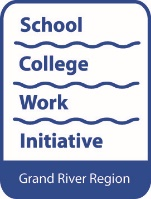 School
College
Work
Initiative
Grand River Region